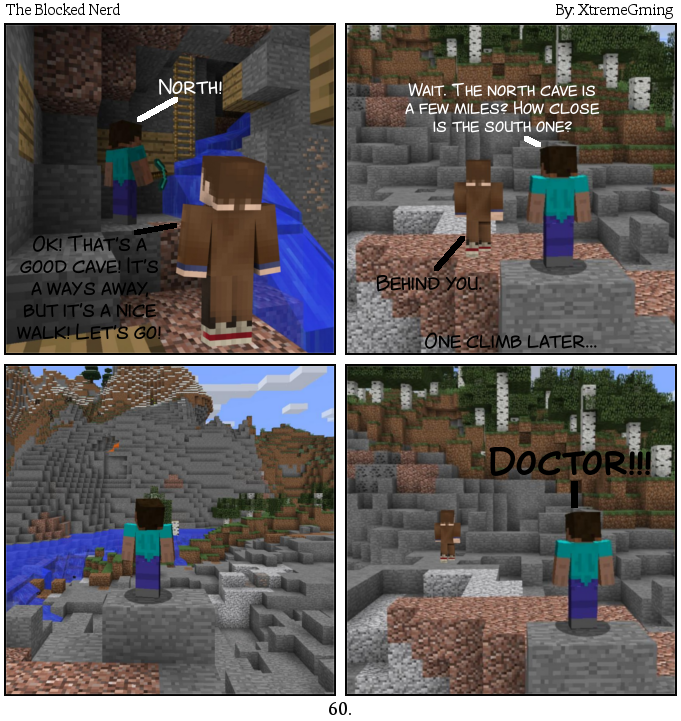 The Blocked Nerd
By: XtremeGming
North!
Ok! That's a
good cave! It's
a ways away,
but it's a nice
walk! Let's go!
Wait. The north cave is
a few miles? How close
is the south one?
Behind you.
One climb later...
Doctor!!!
60.